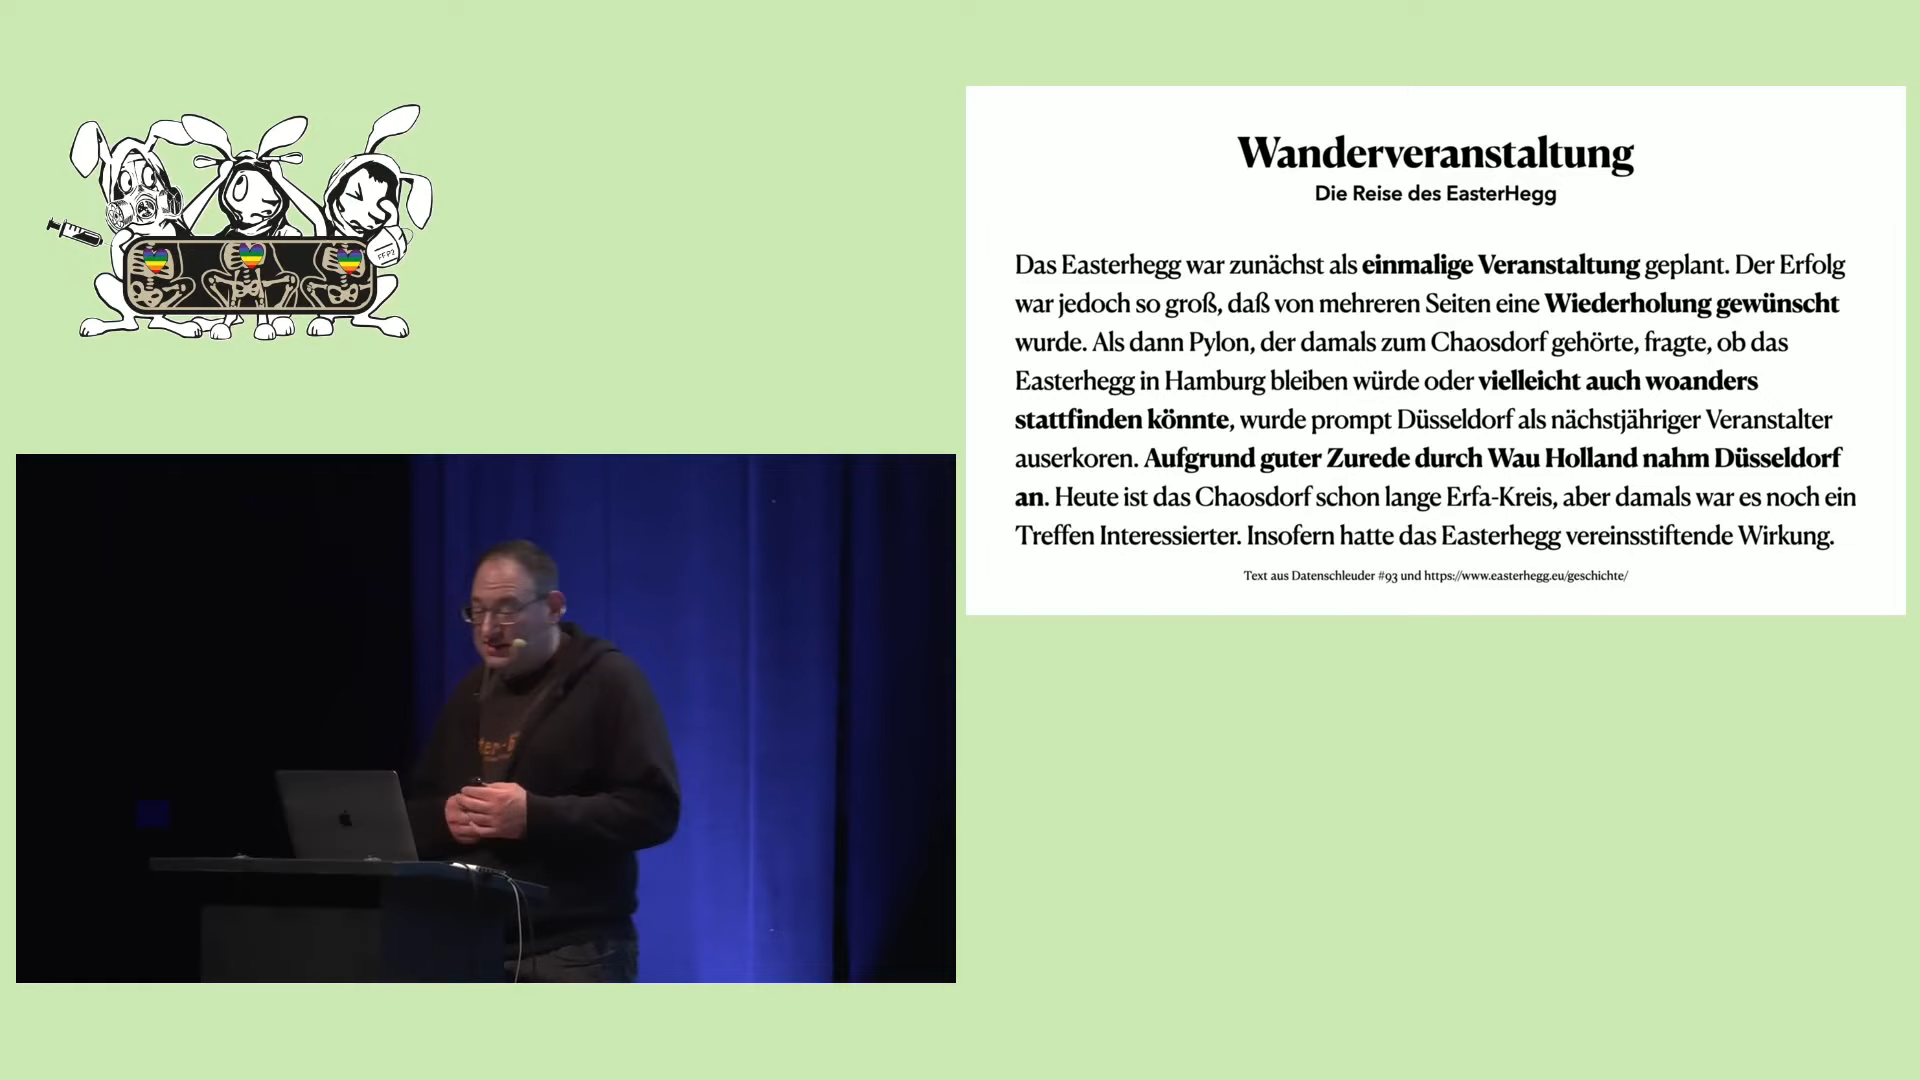 FFP2
Wanderveranstaltung
Die Reise des EasterHegg
Das Easterhegg war zunächst als einmalige Veranstaltung geplant. Der Erfolg
war jedoch so groß, daß von mehreren Seiten eine Wiederholung gewünscht
wurde. Als dann Pylon, der damals zum Chaosdorf gehörte, fragte, ob das
Easterhegg in Hamburg bleiben würde oder vielleicht auch woanders
stattfinden könnte, wurde prompt Düsseldorf als nächstjähriger Veranstalter
auserkoren. Aufgrund guter Zurede durch Wau Holland nahm Düsseldorf
an. Heute ist das Chaosdorf schon lange Erfa-Kreis, aber damals war es noch ein
Treffen Interessierter. Insofern hatte das Easterhegg vereinsstiftende Wirkung.
Text aus Datenschleuder #93 und https://www.easterhegg.eu/geschichte/